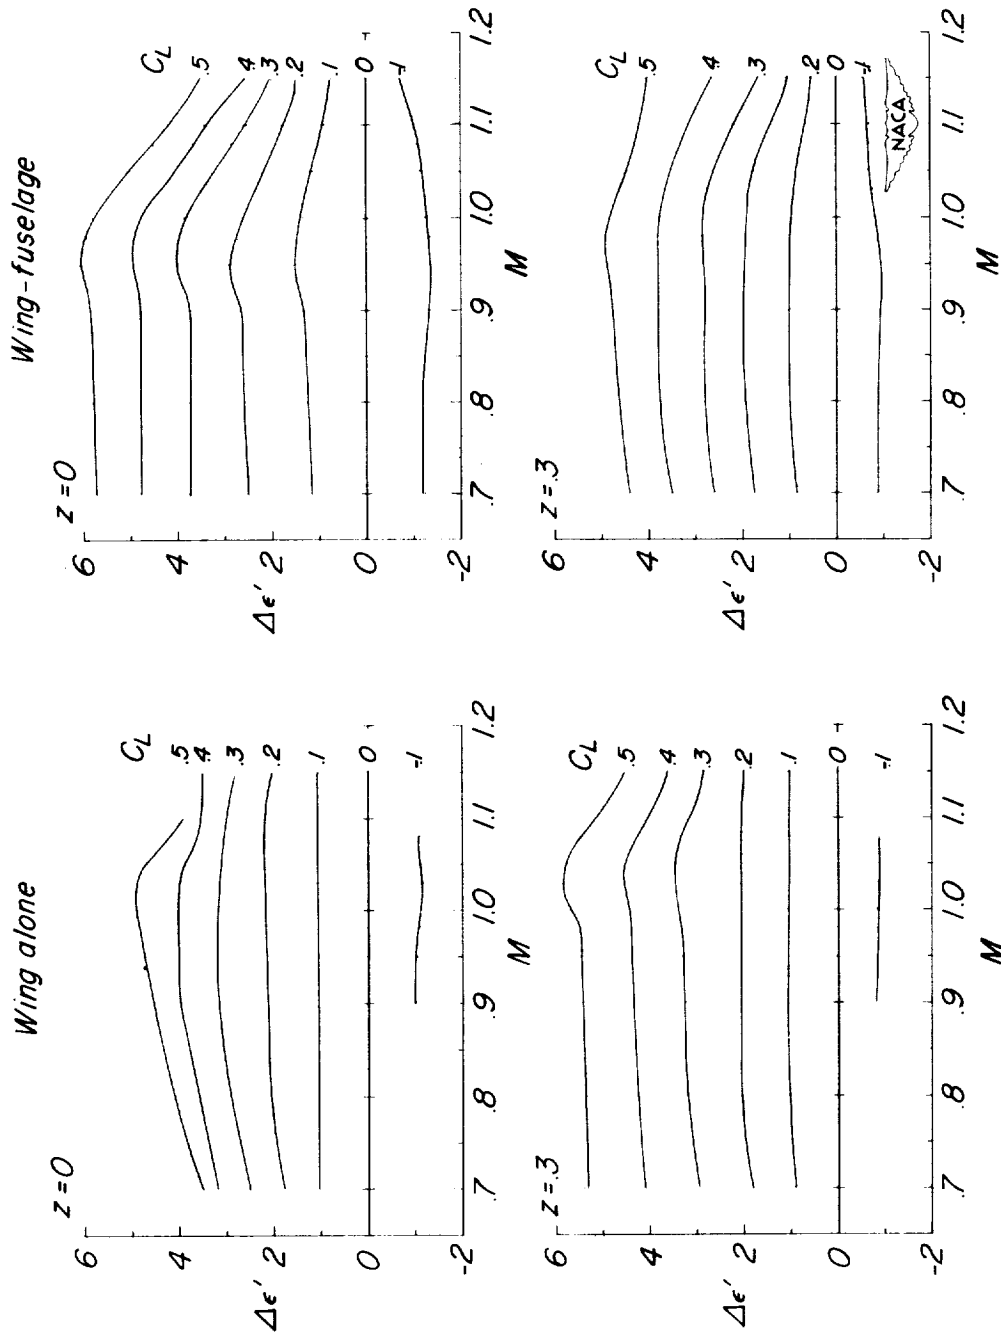 Wing alone
Wing-fuselage
z=0
6
4
Δε′ 2
0
-2
C_L
.5
.4
.3
.2
.1
0
-.1
.7 .8 .9 1.0 1.1 1.2
M
z=0
6
4
Δε′ 2
0
-2
C_L
.5
.4
.3
.2
.1
0
-.1
.7 .8 .9 1.0 1.1 1.2
M
z=.3
6
4
Δε′ 2
0
-2
C_L
.5
.4
.3
.2
.1
0
-.1
.7 .8 .9 1.0 1.1 1.2
M
z=.3
6
4
Δε′ 2
0
-2
C_L
.5
.4
.3
.2
0
-.1
NACA
.7 .8 .9 1.0 1.1 1.2
M